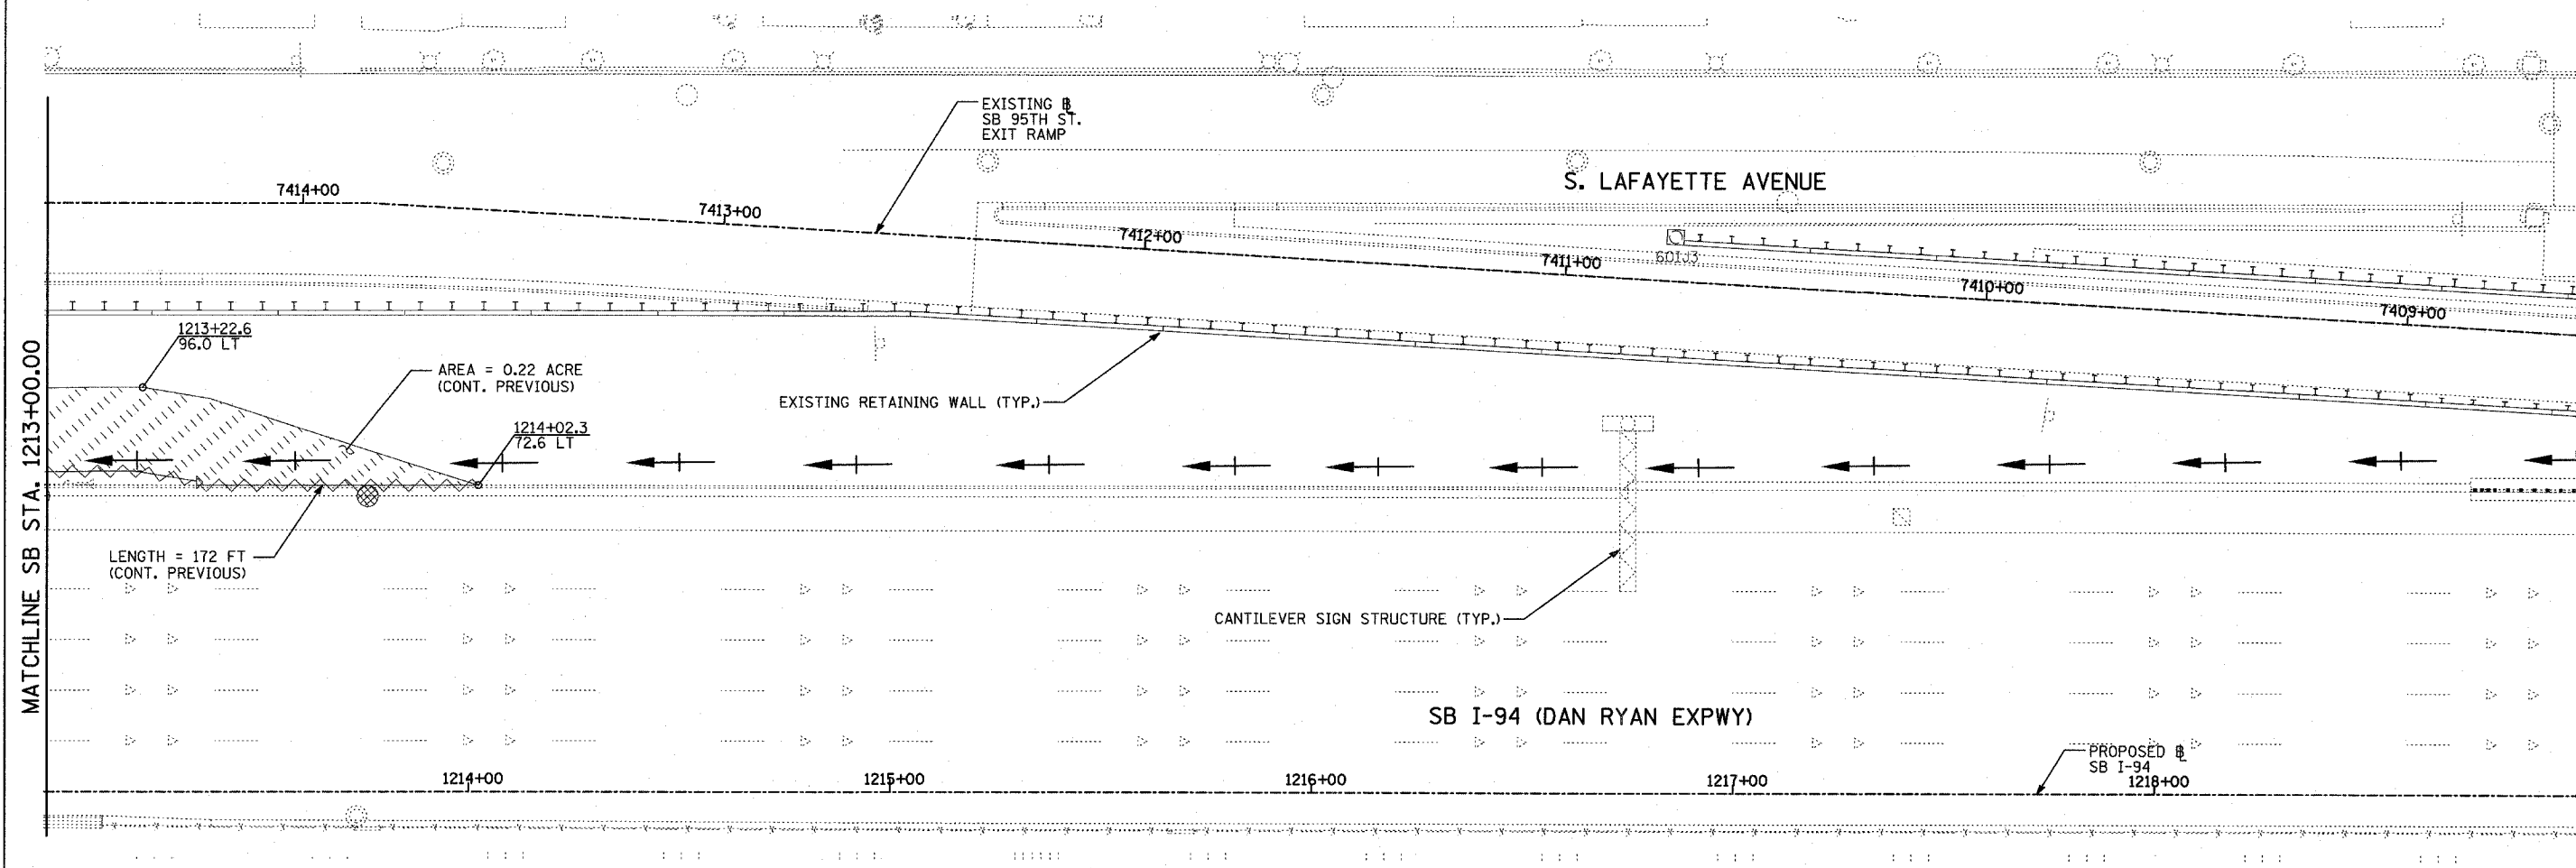 EXISTING ℄
SB 95TH ST.
EXIT RAMP
S. LAFAYETTE AVENUE
7414+00
7413+00
7412+00
7411+00
7410+00
7409+00
601J3
1213+22.6
96.0 LT
AREA = 0.22 ACRE
(CONT. PREVIOUS)
EXISTING RETAINING WALL (TYP.)
1214+02.3
72.6 LT
MATCHLINE SB STA. 1213+00.00
LENGTH = 172 FT
(CONT. PREVIOUS)
CANTILEVER SIGN STRUCTURE (TYP.)
SB I-94 (DAN RYAN EXPWY)
PROPOSED ℄
SB I-94
1214+00
1215+00
1216+00
1217+00
1218+00